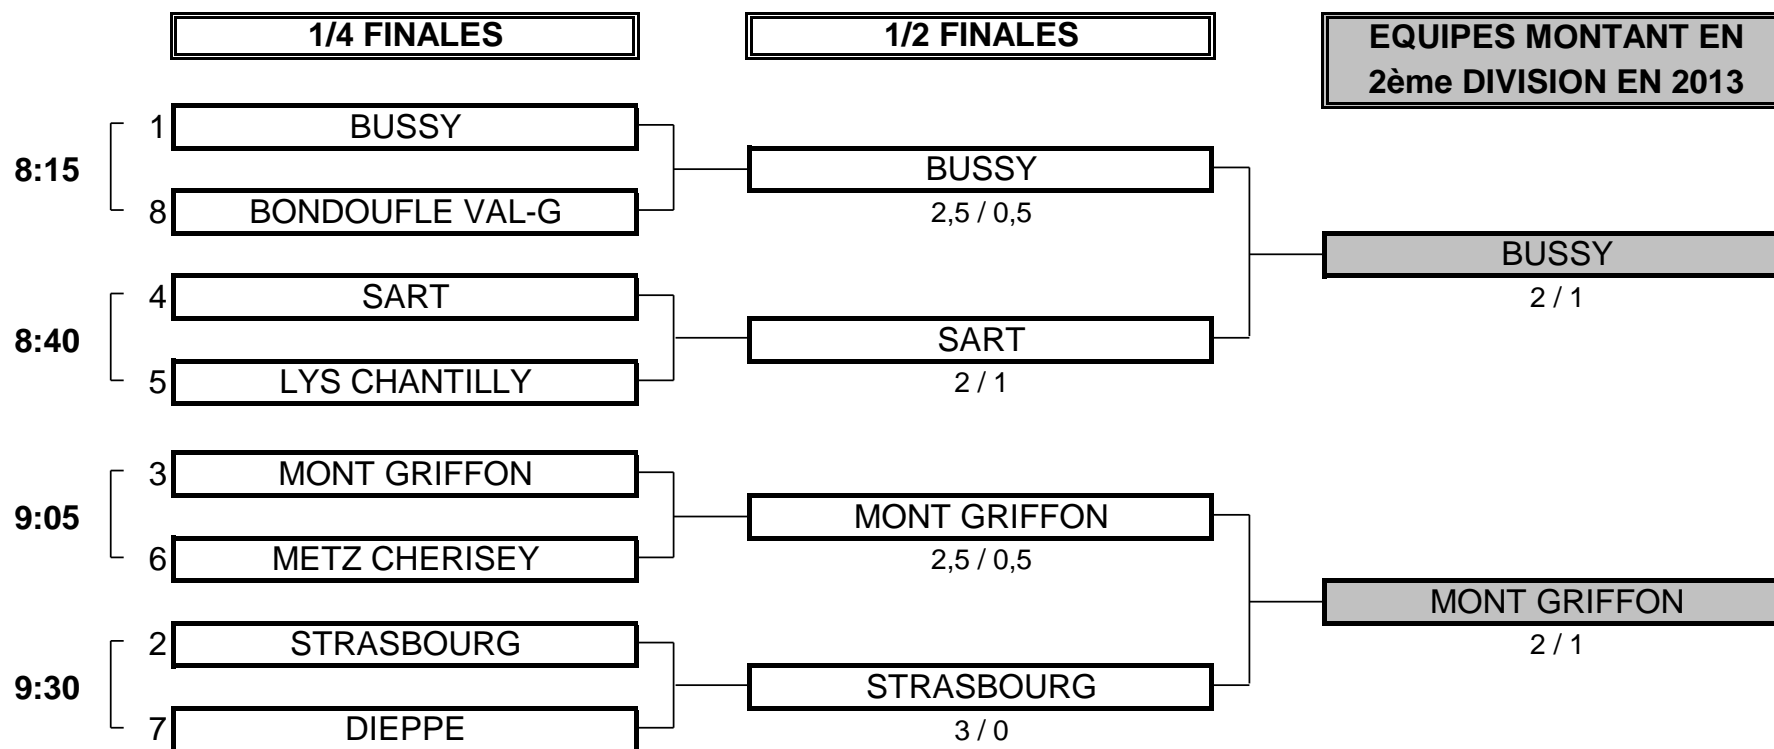 1/4 FINALES
1/2 FINALES
EQUIPES MONTANT EN
2ème DIVISION EN 2013
8:15
1 BUSSY
8 BONDOUFLE VAL-G
BUSSY
2,5 / 0,5
8:40
4 SART
5 LYS CHANTILLY
SART
2 / 1
BUSSY
2 / 1
9:05
3 MONT GRIFFON
6 METZ CHERISEY
MONT GRIFFON
2,5 / 0,5
9:30
2 STRASBOURG
7 DIEPPE
STRASBOURG
3 / 0
MONT GRIFFON
2 / 1